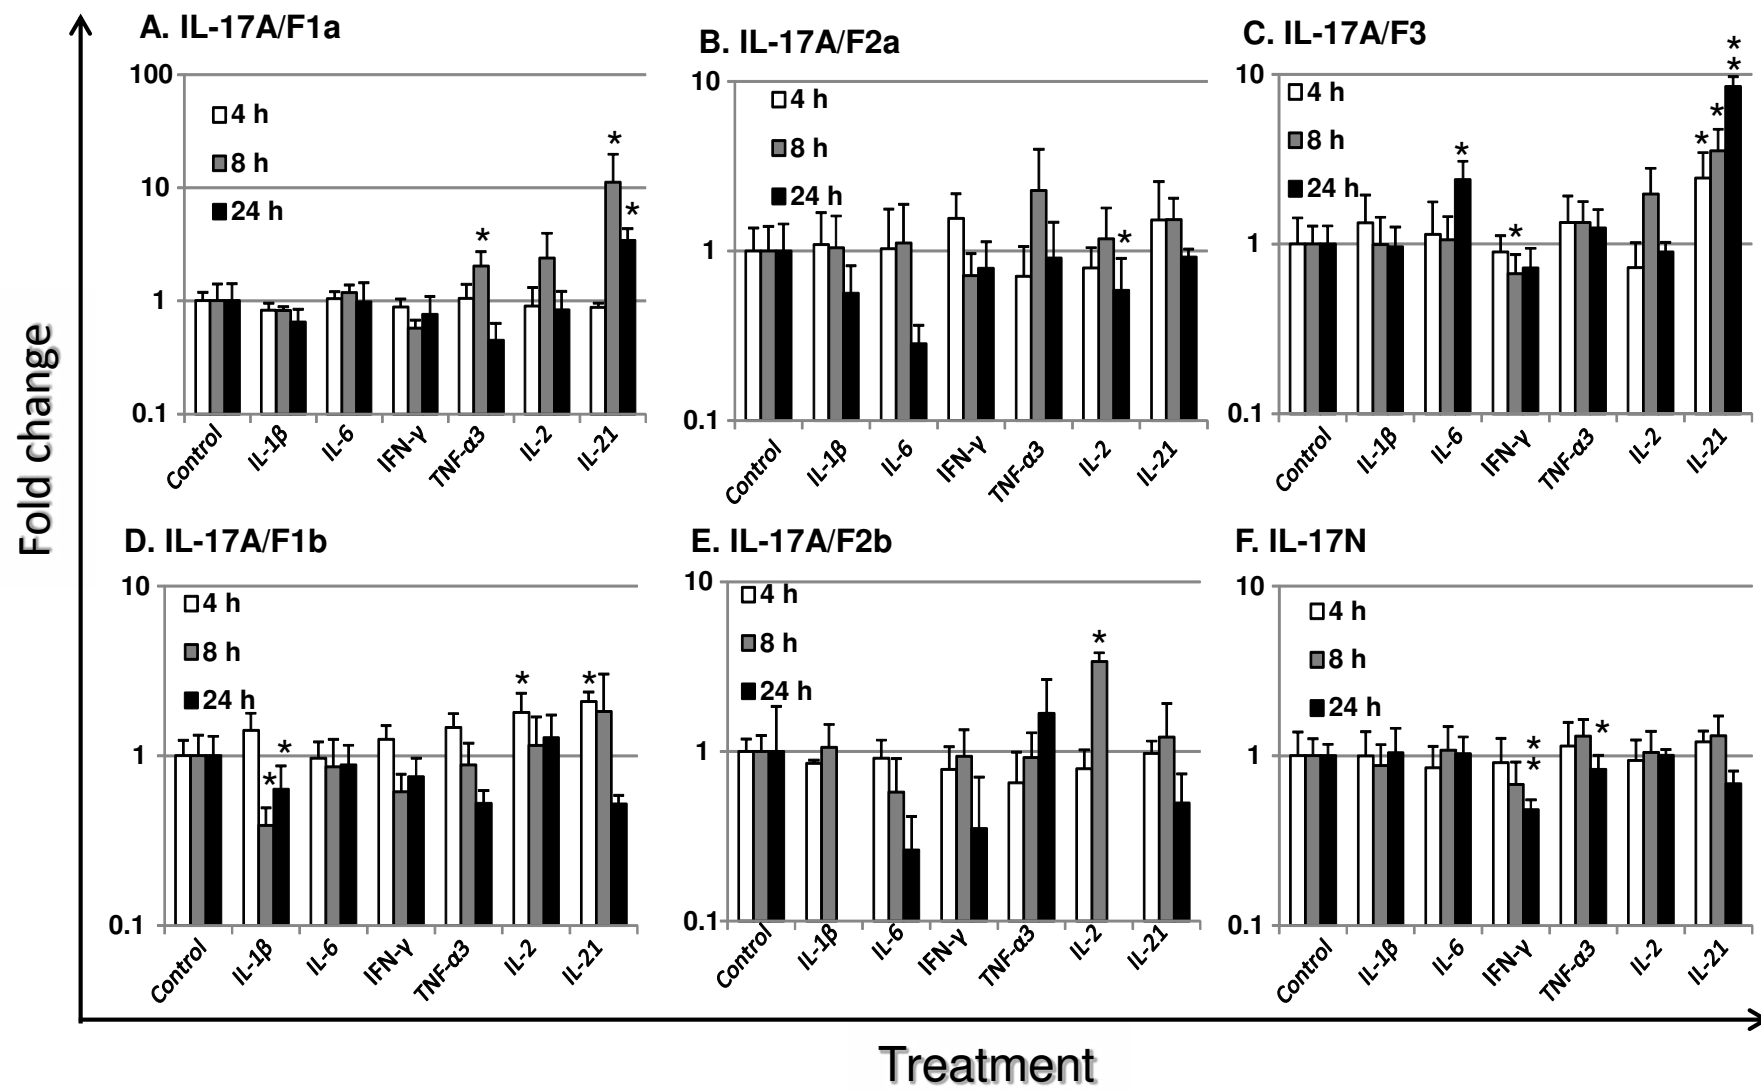 A. IL-17A/F1a
100
10
1
0.1
4 h
8 h
24 h
*
*
*
Control
IL-1β
IL-6
IFN-γ
TNF-α3
IL-2
IL-21
B. IL-17A/F2a
10
1
0.1
4 h
8 h
24 h
*
Control
IL-1β
IL-6
IFN-γ
TNF-α3
IL-2
IL-21
C. IL-17A/F3
10
1
0.1
4 h
8 h
24 h
*
*
*
*
*
*
Control
IL-1β
IL-6
IFN-γ
TNF-α3
IL-2
IL-21
Fold change
D. IL-17A/F1b
10
1
0.1
4 h
8 h
24 h
*
*
*
*
Control
IL-1β
IL-6
IFN-γ
TNF-α3
IL-2
IL-21
E. IL-17A/F2b
10
1
0.1
4 h
8 h
24 h
*
Control
IL-1β
IL-6
IFN-γ
TNF-α3
IL-2
IL-21
F. IL-17N
10
1
0.1
4 h
8 h
24 h
*
*
*
Control
IL-1β
IL-6
IFN-γ
TNF-α3
IL-2
IL-21
Treatment